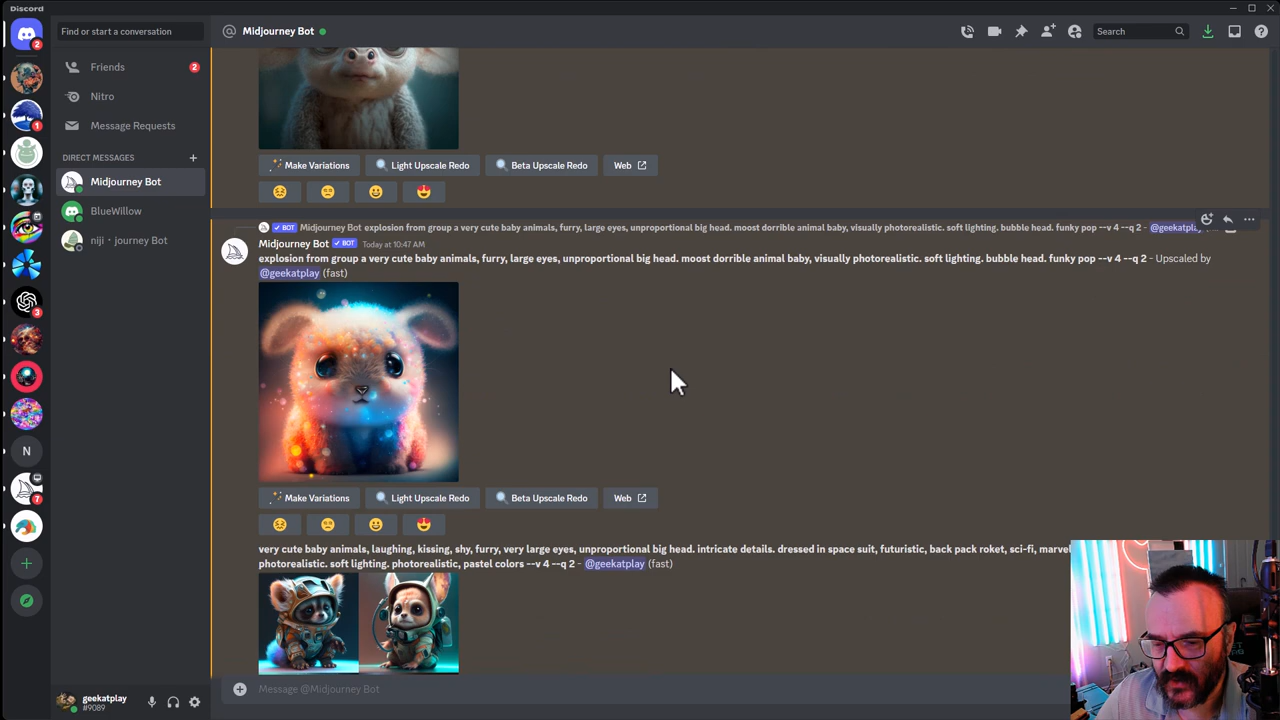 Discord
Find or start a conversation
Midjourney Bot
Search
2
Friends
2
Nitro
Message Requests
DIRECT MESSAGES
Midjourney Bot
BlueWillow
niji・journey Bot
1
3
N
7
Make Variations
Light Upscale Redo
Beta Upscale Redo
Web
BOT Midjourney Bot explosion from group a very cute baby animals, furry, large eyes, unproportional big head. moost dorrible animal baby, visually photorealistic. soft lighting. bubble head. funky pop --v 4 --q 2 -
Midjourney Bot BOT Today at 10:47 AM
explosion from group a very cute baby animals, furry, large eyes, unproportional big head. moost dorrible animal baby, visually photorealistic. soft lighting. bubble head. funky pop --v 4 --q 2 - Upscaled by
@geekatplay (fast)
Make Variations
Light Upscale Redo
Beta Upscale Redo
Web
very cute baby animals, laughing, kissing, shy, furry, very large eyes, unproportional big head. intricate details. dressed in space suit, futuristic, back pack roket, sci-fi,
photorealistic. soft lighting. photorealistic, pastel colors --v 4 --q 2 - @geekatplay (fast)
geekatplay
#9089
Message @Midjourney Bot